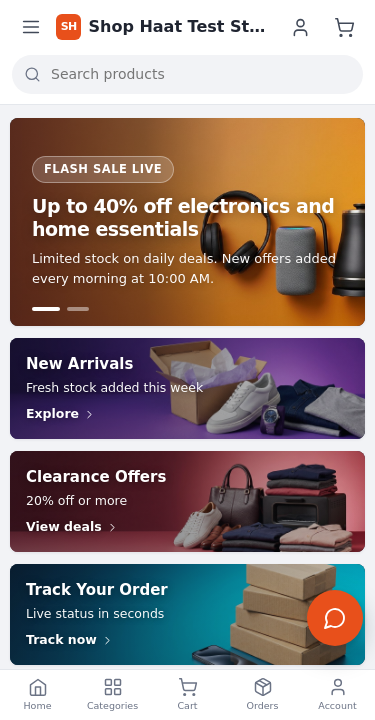 SH
Shop Haat Test St...
Search products
FLASH SALE LIVE
Up to 40% off electronics and
home essentials
Limited stock on daily deals. New offers added
every morning at 10:00 AM.
New Arrivals
Fresh stock added this week
Explore
Clearance Offers
20% off or more
View deals
Track Your Order
Live status in seconds
Track now
Home
Categories
Cart
Orders
Account